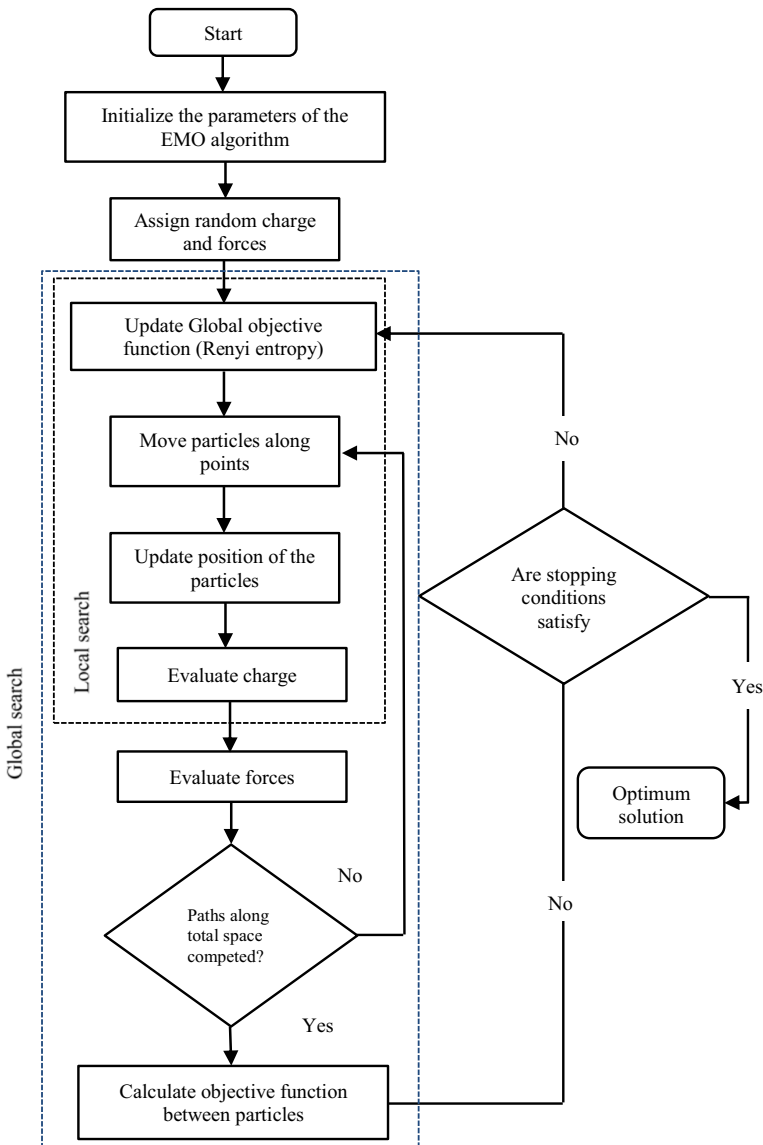 Start
Initialize the parameters of the
EMO algorithm
Assign random charge
and forces
Update Global objective
function (Renyi entropy)
Move particles along
points
Update position of the
particles
Evaluate charge
Local search
Global search
Evaluate forces
Paths along
total space
competed?
No
Yes
Calculate objective function
between particles
No
Are stopping
conditions
satisfy
No
Yes
Optimum
solution